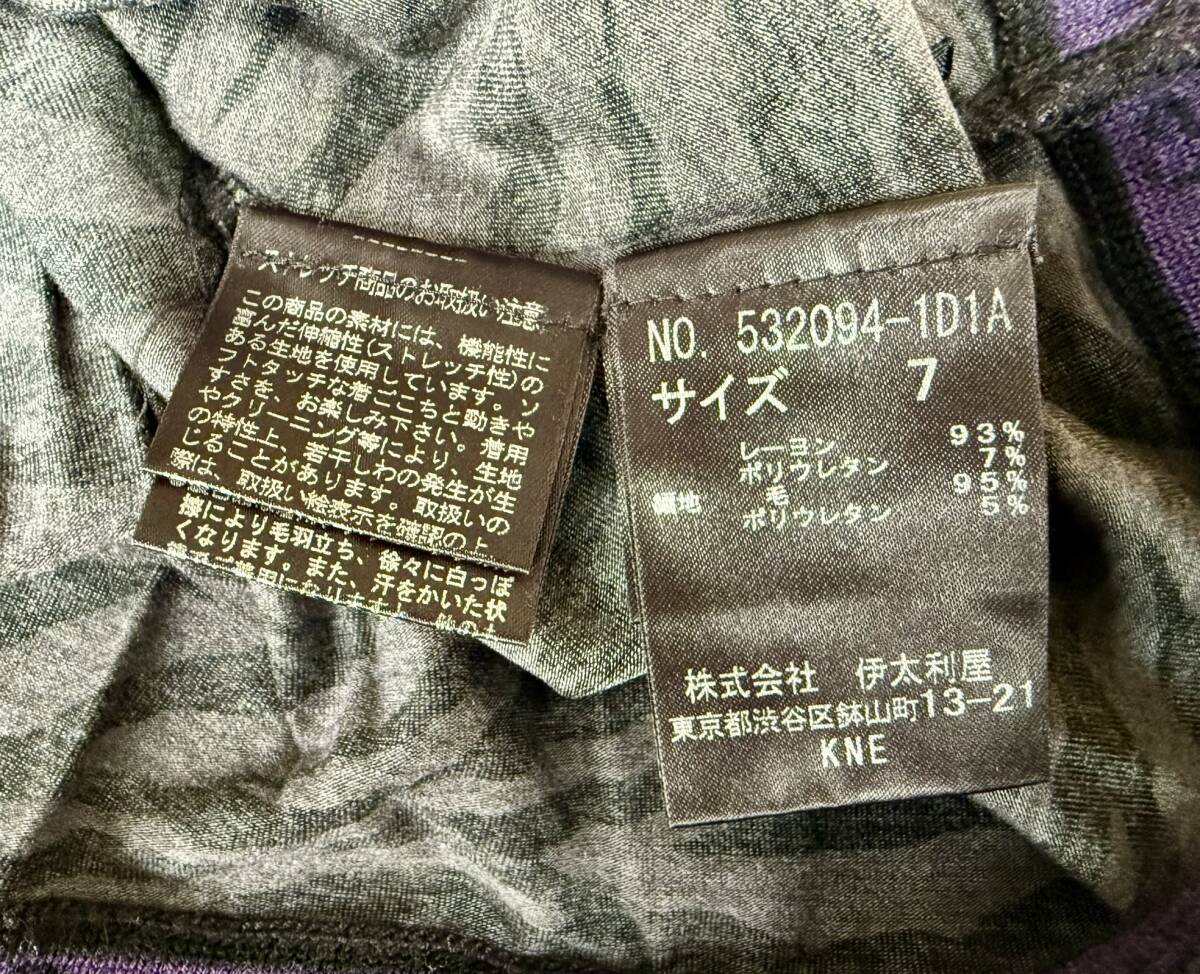 ストレッチ商品のお取扱い注意
この商品の素材には、機能性に
富んだ伸縮性(ストレッチ性)の
ある生地を使用しています。ソ
フトタッチな着ごこちと動きや
すさを、お楽しみ下さい。着用
やクリーニング等により、生地
の特性上、若干しわの発生が生
じることがあります。取扱いの
際は、取扱い絵表示を確認の上
擦により毛羽立ち、徐々に白っぽ
くなります。また、汗をかいた状
NO. 532094-1D1A
サイズ 7
レーヨン 93%
ポリウレタン 7%
毛 95%
ポリウレタン 5%
株式会社 伊太利屋
東京都渋谷区鉢山町13-21
KNE